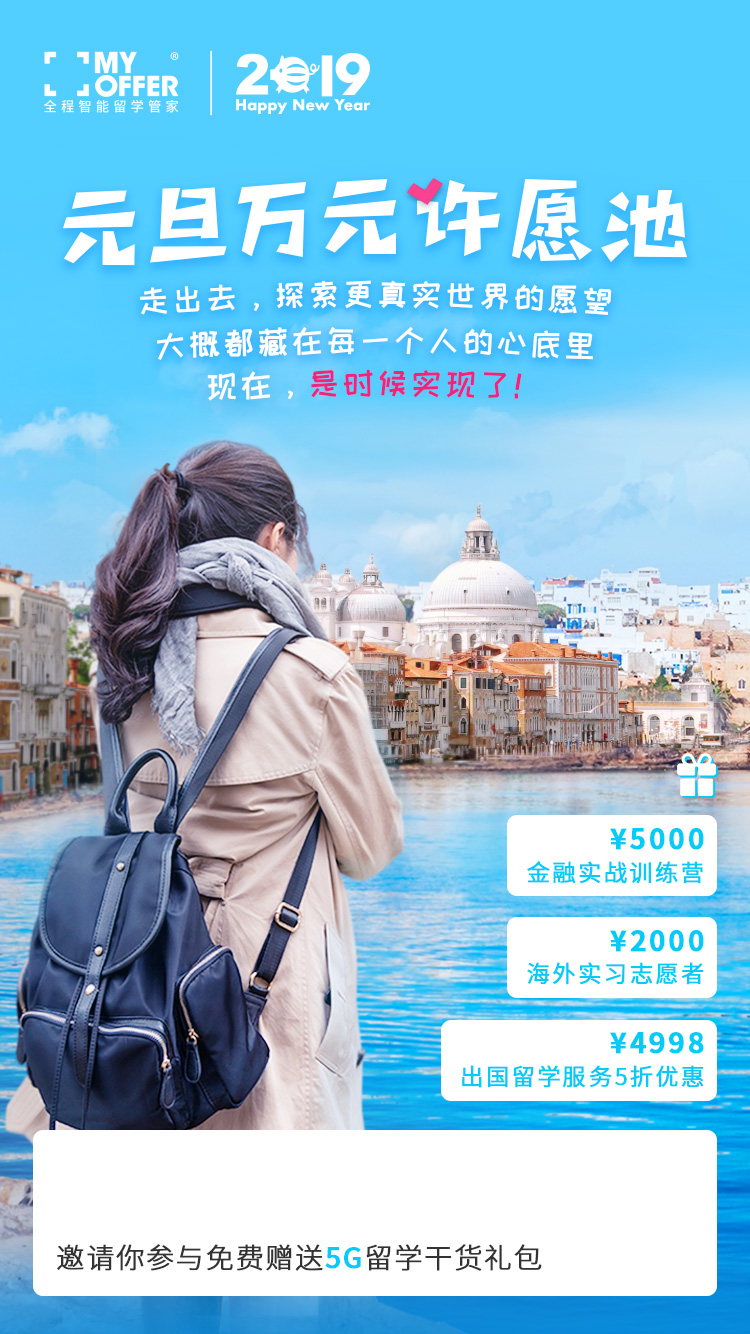 MY
OFFER®
全程智能留学管家
2019
Happy New Year
元旦万元许愿池
走出去，探索更真实世界的愿望
大概都藏在每一个人的心底里
现在，是时候实现了！
¥5000
金融实战训练营
¥2000
海外实习志愿者
¥4998
出国留学服务5折优惠
邀请你参与免费赠送5G留学干货礼包